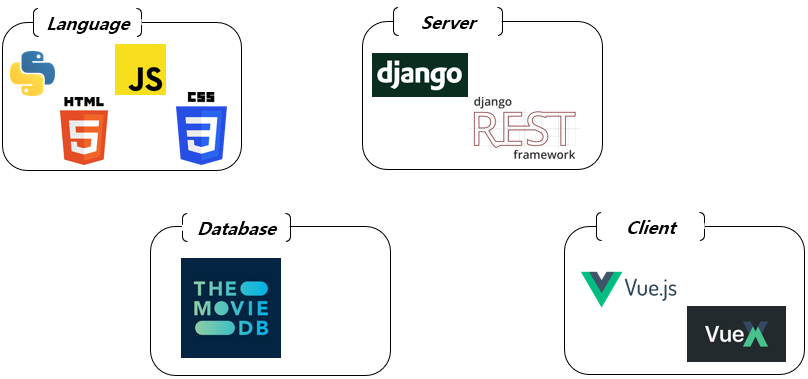 Language
JS
HTML
5
CSS
3
Server
django
django
REST
framework
Database
THE
MOVIE
DB
Client
Vue.js
VueX